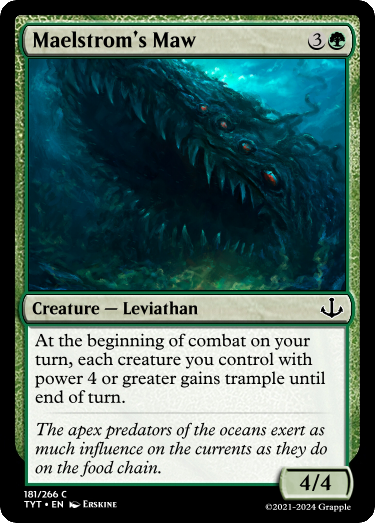 Maelstrom's Maw 3
Creature — Leviathan
At the beginning of combat on your
turn, each creature you control with
power 4 or greater gains trample until
end of turn.
The apex predators of the oceans exert as
much influence on the currents as they do
on the food chain.
4/4
181/266 C
TYT • EN Erskine
©2021-2024 Grapple